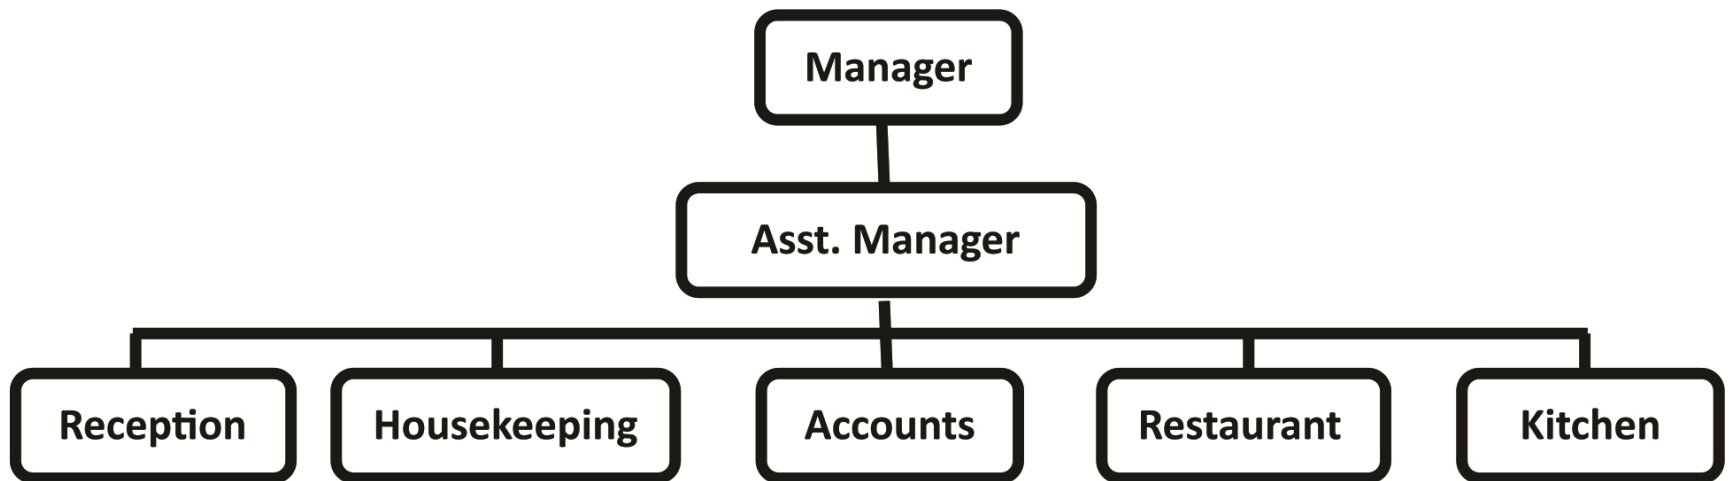 Manager
Asst. Manager
Reception
Housekeeping
Accounts
Restaurant
Kitchen